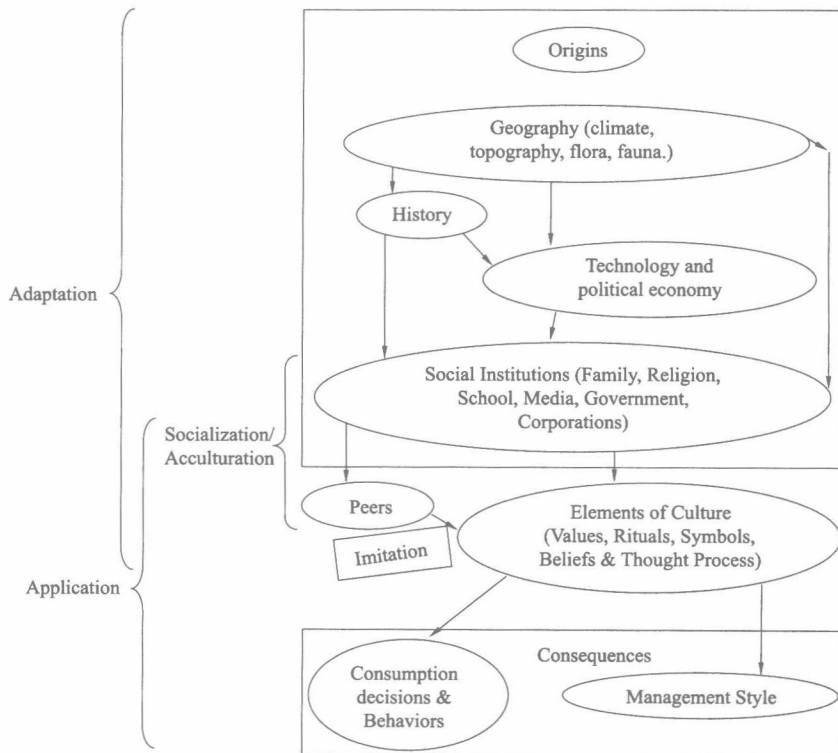 Origins
Geography (climate,
topography, flora, fauna.)
History
Technology and
political economy
Adaptation
Social Institutions (Family, Religion,
School, Media, Government,
Corporations)
Socialization/
Acculturation
Peers
Elements of Culture
(Values, Rituals, Symbols,
Beliefs & Thought Process)
Imitation
Application
Consequences
Consumption
decisions &
Behaviors
Management Style